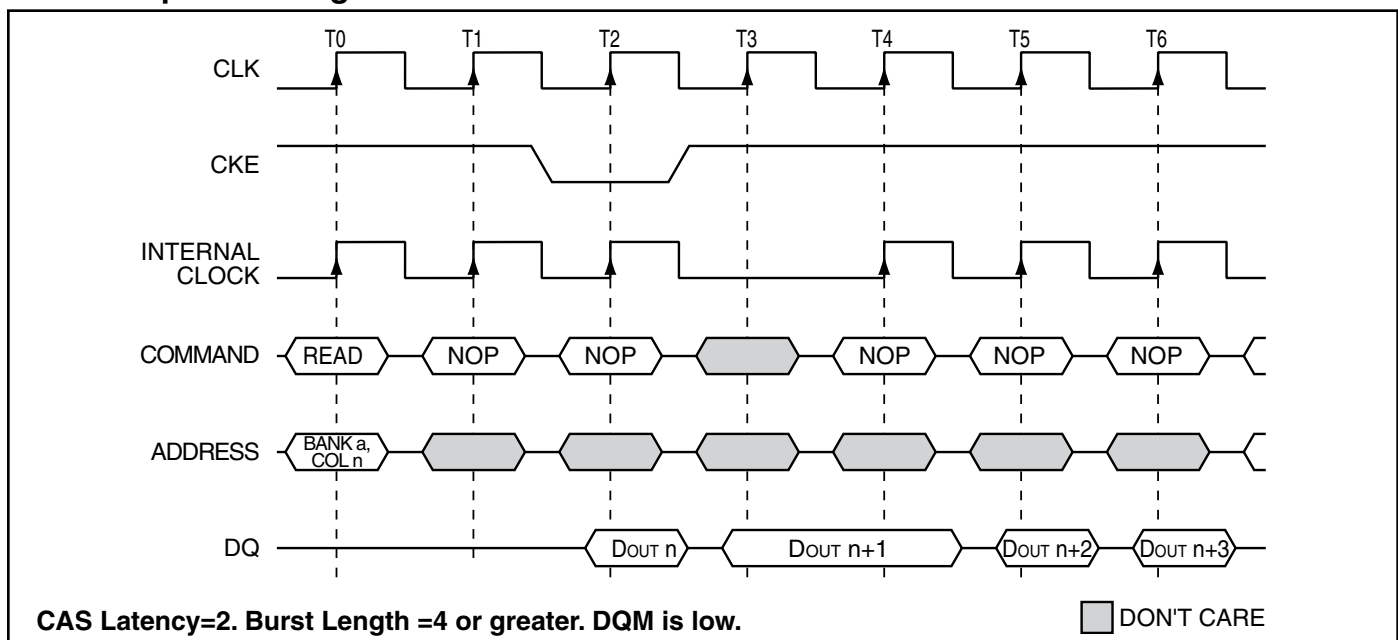 T0 T1 T2 T3 T4 T5 T6
CLK
CKE
INTERNAL
CLOCK
COMMAND READ NOP NOP NOP NOP NOP
ADDRESS BANK a,
COL n
DQ DOUT n DOUT n+1 DOUT n+2 DOUT n+3
CAS Latency=2. Burst Length =4 or greater. DQM is low. DON'T CARE